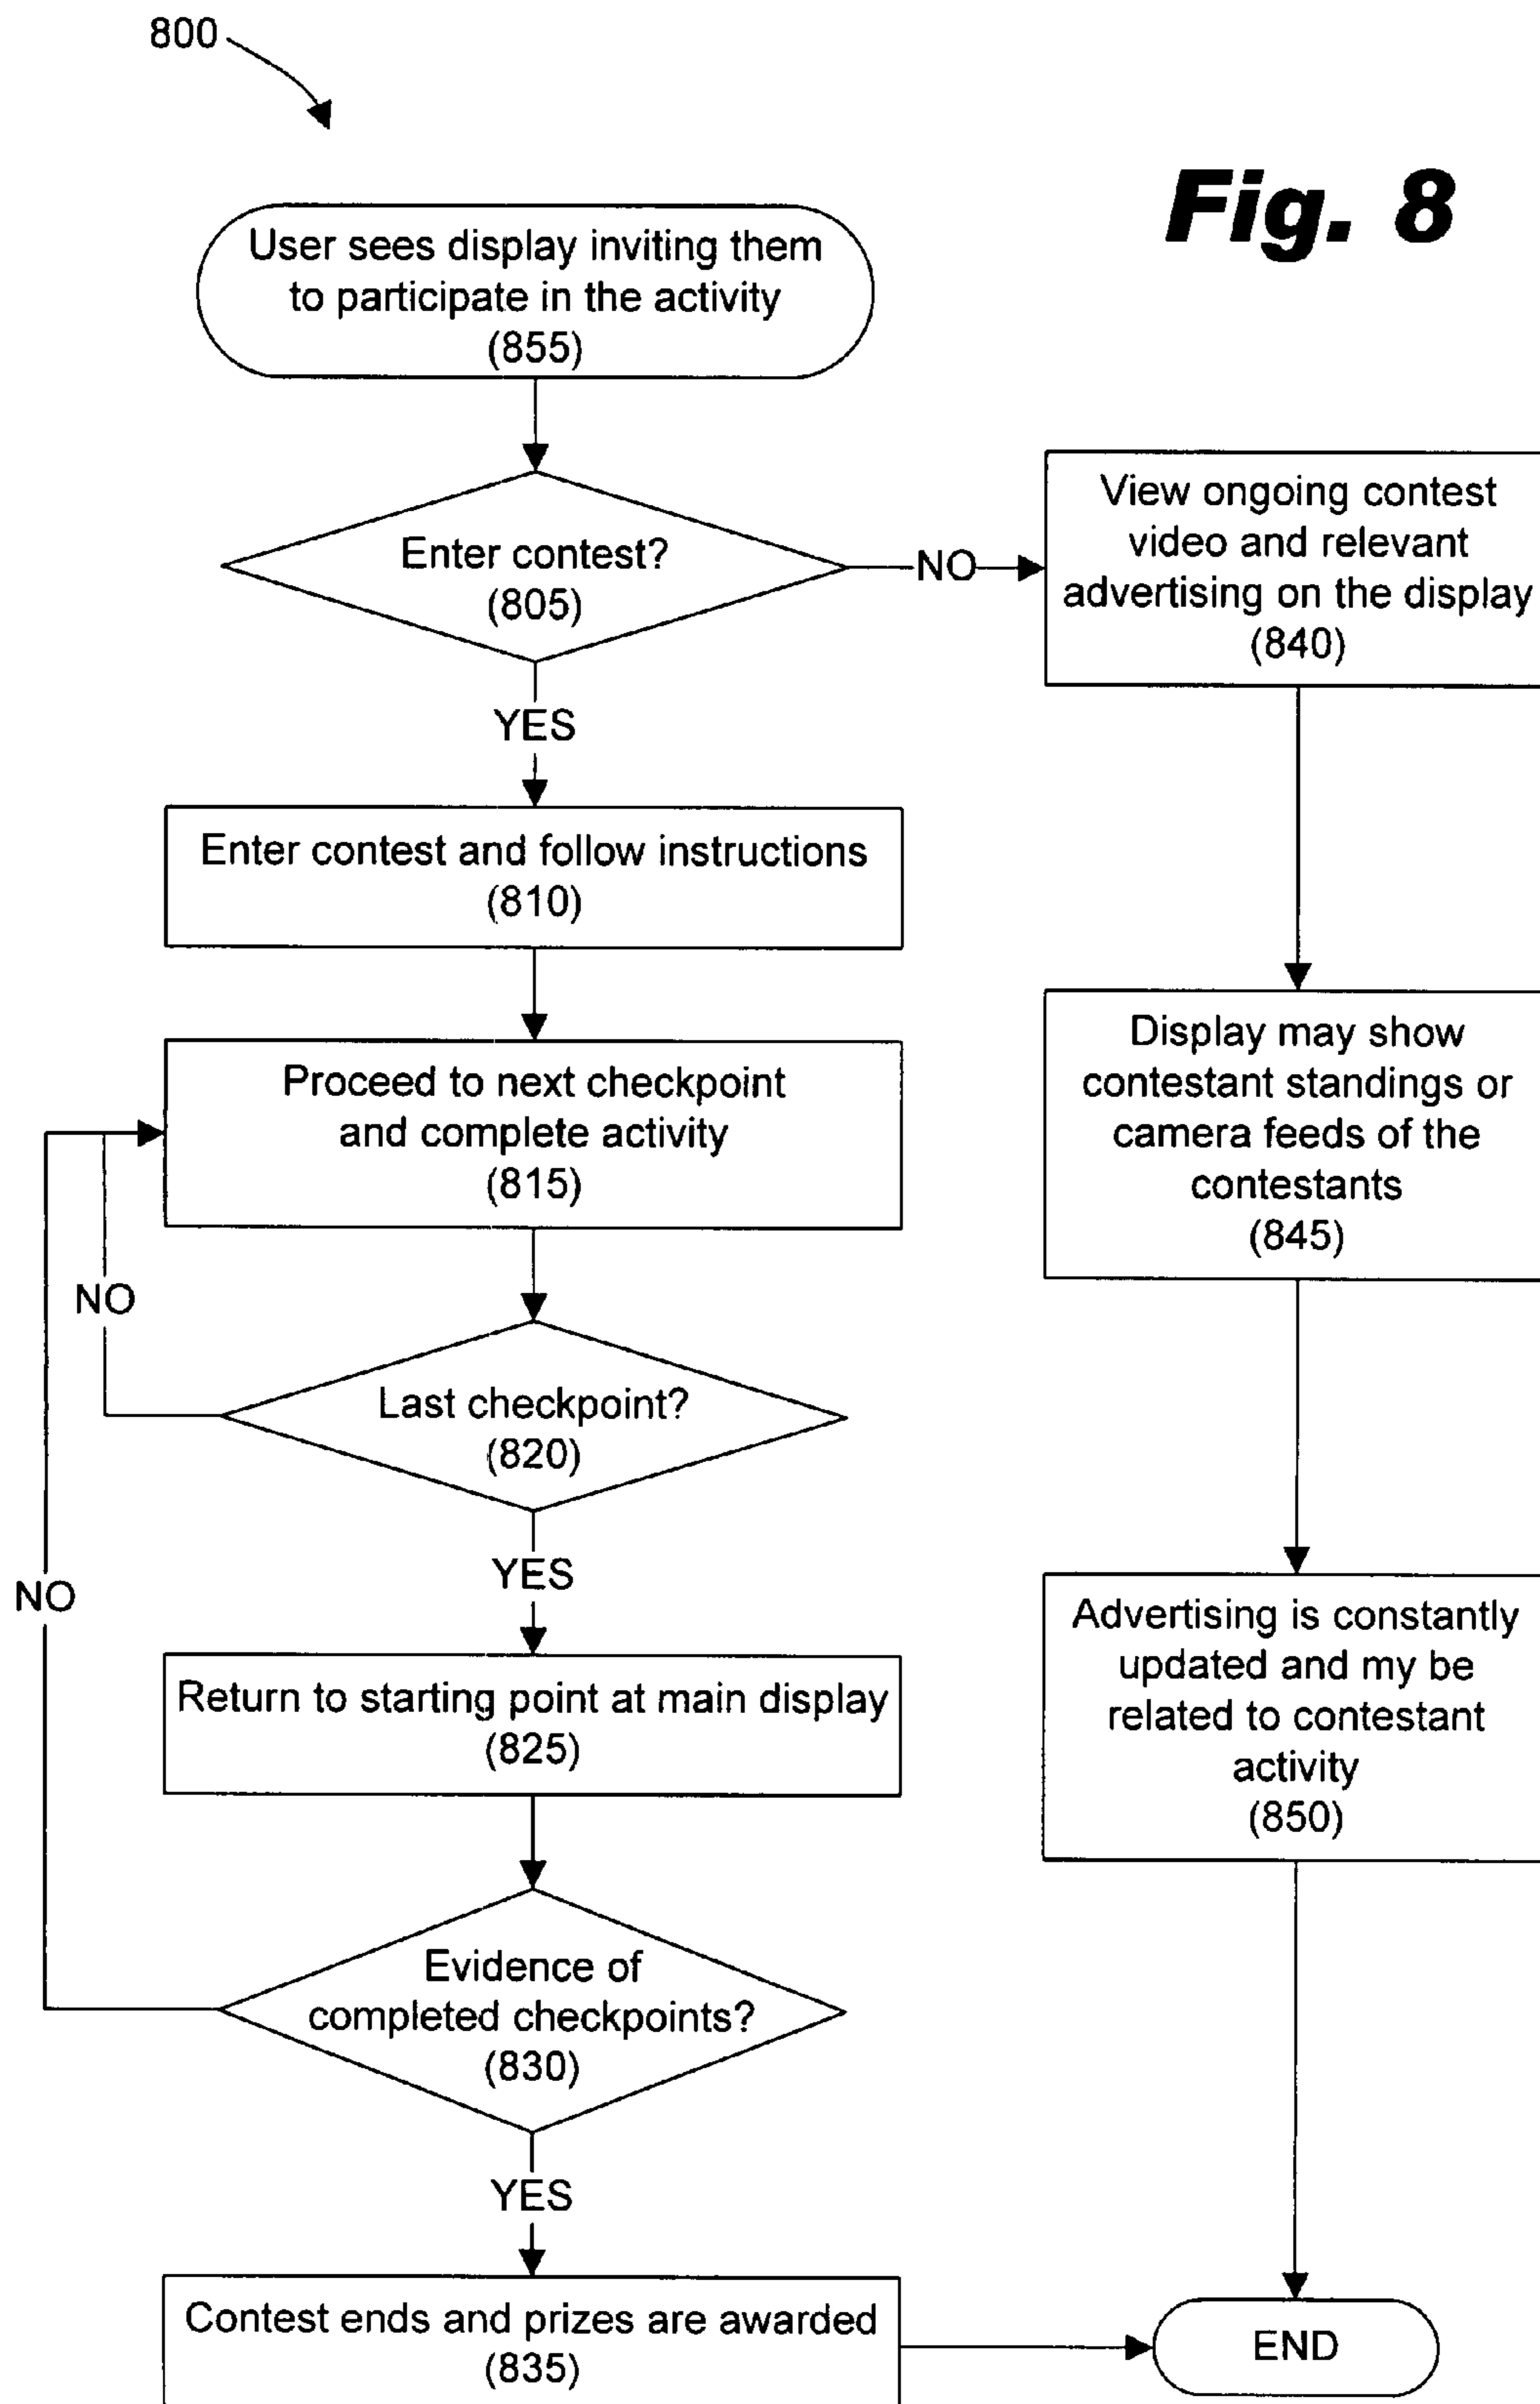 800
Fig. 8
User sees display inviting them
to participate in the activity
(855)
Enter contest?
(805)
NO
View ongoing contest
video and relevant
advertising on the display
(840)
YES
Enter contest and follow instructions
(810)
Display may show
contestant standings or
camera feeds of the
contestants
(845)
Proceed to next checkpoint
and complete activity
(815)
NO
Last checkpoint?
(820)
YES
NO
Advertising is constantly
updated and my be
related to contestant
activity
(850)
Return to starting point at main display
(825)
Evidence of
completed checkpoints?
(830)
YES
Contest ends and prizes are awarded
(835)
END